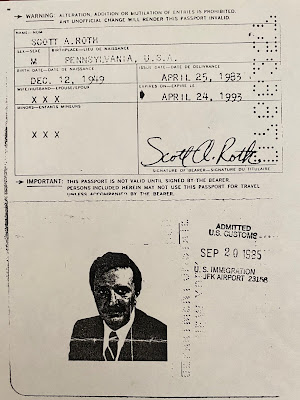 WARNING: ALTERATION, ADDITION OR MUTILATION OF ENTRIES IS PROHIBITED.
ANY UNOFFICIAL CHANGE WILL RENDER THIS PASSPORT INVALID.
NAME—NOM
SCOTT A.ROTH
SEX—SEXE BIRTHPLACE—LIEU DE NAISSANCE
M PENNSYLVANIA, U.S.A.
BIRTH DATE—DATE DE NAISSANCE ISSUE DATE—DATE DE DELIVRANCE
DEC. 12, 1949 APRIL 25, 1983
WIFE/HUSBAND—EPOUSE/EPOUX EXPIRES ON—EXPIRE LE
X X X APRIL 24, 1993
MINORS—ENFANTS MINEURS
X X X
Scott A. Roth
SIGNATURE OF BEARER—SIGNATURE DU TITULAIRE
IMPORTANT: THIS PASSPORT IS NOT VALID UNTIL SIGNED BY THE BEARER.
PERSONS INCLUDED HEREIN MAY NOT USE THIS PASSPORT FOR TRAVEL
UNLESS ACCOMPANIED BY THE BEARER.
ADMITTED
U.S. CUSTOMS
SEP 20 1985
U.S. IMMIGRATION
JFK AIRPORT 23158